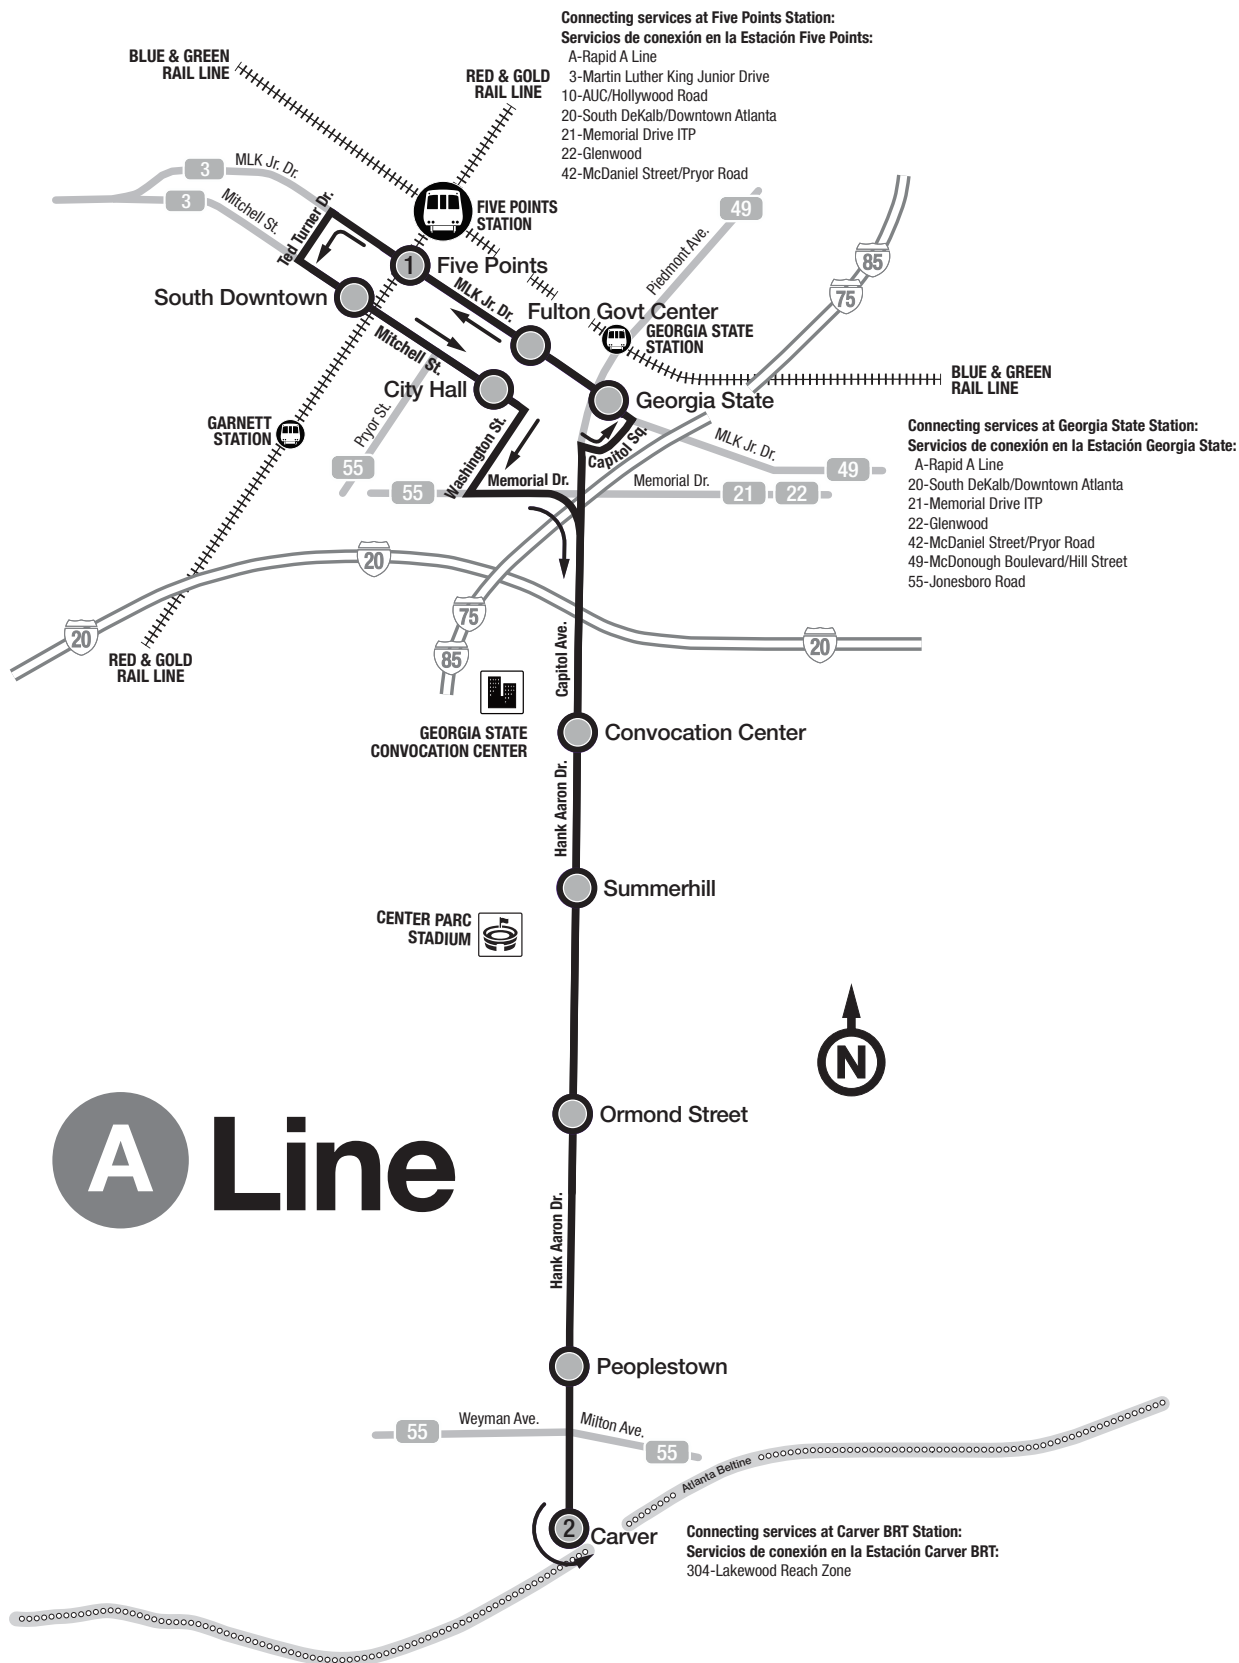 Connecting services at Five Points Station:
Servicios de conexión en la Estación Five Points:
A-Rapid A Line
3-Martin Luther King Junior Drive
10-AUC/Hollywood Road
20-South DeKalb/Downtown Atlanta
21-Memorial Drive ITP
22-Glenwood
42-McDaniel Street/Pryor Road
BLUE & GREEN
RAIL LINE
RED & GOLD
RAIL LINE
3
MLK Jr. Dr.
3
Mitchell St.
Ted Turner Dr.
FIVE POINTS
STATION
49
Piedmont Ave.
85
75
1
Five Points
South Downtown
MLK Jr. Dr.
Fulton Govt Center
GEORGIA STATE
STATION
Mitchell St.
City Hall
BLUE & GREEN
RAIL LINE
Georgia State
GARNETT
STATION
Pryor St.
55
55
Washington St.
Capitol Sq.
Memorial Dr.
Memorial Dr.
MLK Jr. Dr.
49
21
22
Connecting services at Georgia State Station:
Servicios de conexión en la Estación Georgia State:
A-Rapid A Line
20-South DeKalb/Downtown Atlanta
21-Memorial Drive ITP
22-Glenwood
42-McDaniel Street/Pryor Road
49-McDonough Boulevard/Hill Street
55-Jonesboro Road
20
20
75
85
20
RED & GOLD
RAIL LINE
Capitol Ave.
GEORGIA STATE
CONVOCATION CENTER
Convocation Center
Hank Aaron Dr.
Summerhill
CENTER PARC
STADIUM
N
Ormond Street
A Line
Hank Aaron Dr.
Peoplestown
55
Weyman Ave.
Milton Ave.
55
Atlanta Beltine
2
Carver
Connecting services at Carver BRT Station:
Servicios de conexión en la Estación Carver BRT:
304-Lakewood Reach Zone